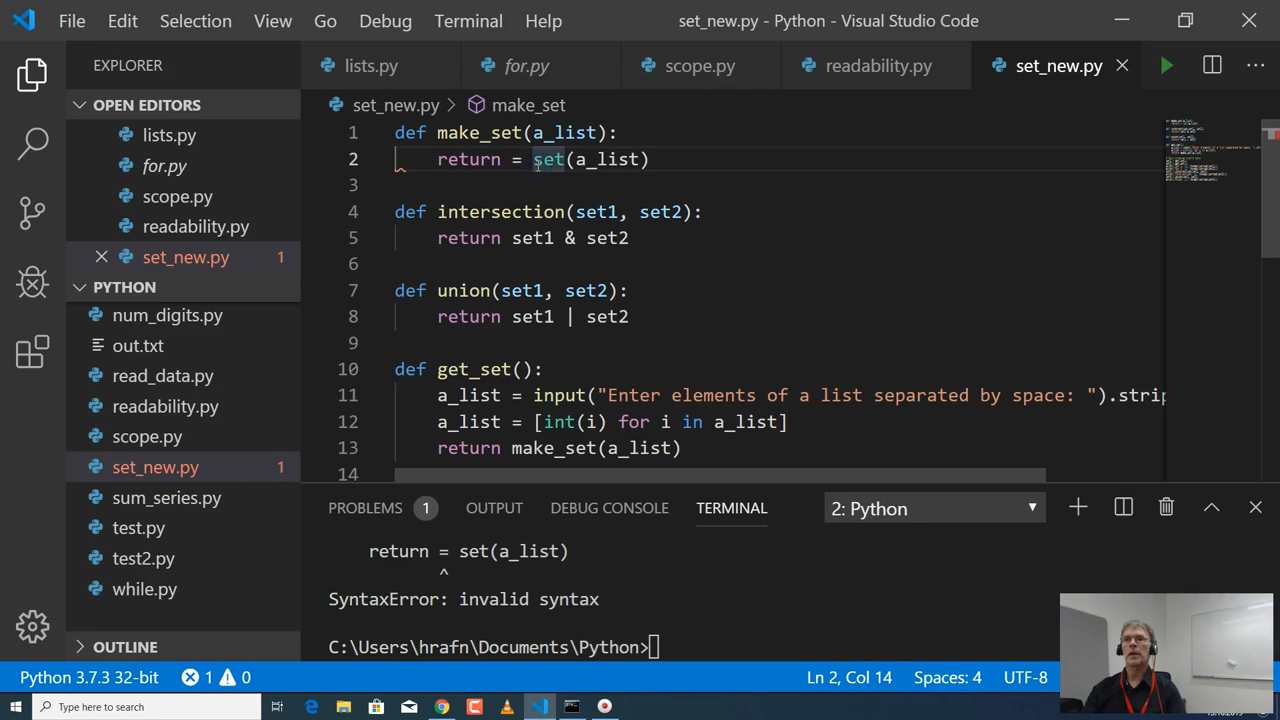 File Edit Selection View Go Debug Terminal Help set_new.py - Python - Visual Studio Code
EXPLORER
lists.py for.py scope.py readability.py set_new.py
OPEN EDITORS
lists.py
for.py
scope.py
readability.py
set_new.py 1
PYTHON
num_digits.py
out.txt
read_data.py
readability.py
scope.py
set_new.py 1
sum_series.py
test.py
test2.py
while.py
OUTLINE
set_new.py > make_set
1 def make_set(a_list):
2 return = set(a_list)
3
4 def intersection(set1, set2):
5 return set1 & set2
6
7 def union(set1, set2):
8 return set1 | set2
9
10 def get_set():
11 a_list = input("Enter elements of a list separated by space: ").strip
12 a_list = [int(i) for i in a_list]
13 return make_set(a_list)
14
PROBLEMS 1 OUTPUT DEBUG CONSOLE TERMINAL 2: Python
return = set(a_list)
^
SyntaxError: invalid syntax
C:\Users\hrafn\Documents\Python>
Python 3.7.3 32-bit 1 0 Ln 2, Col 14 Spaces: 4 UTF-8
Type here to search